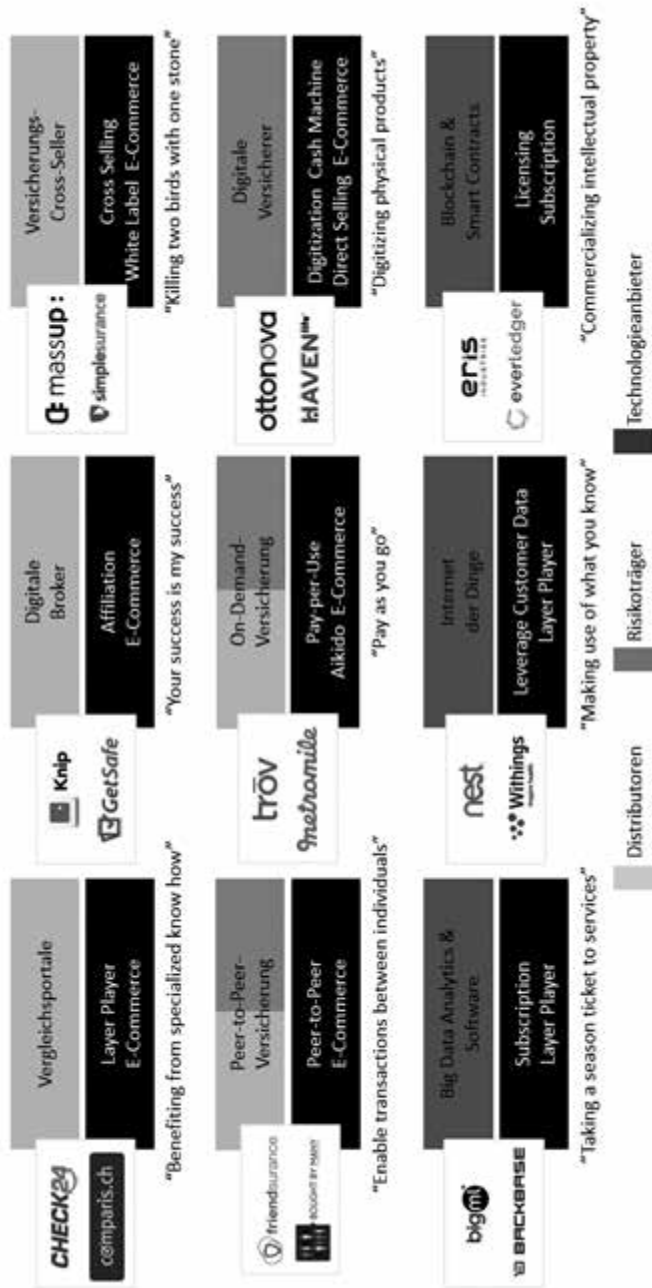 CHECK24
comparis.ch
Vergleichsportale
Layer Player
E-Commerce
"Benefiting from specialized know how"
Knip
GetSafe
Digitale
Broker
Affiliation
E-Commerce
"Your success is my success"
massup:
simplesurance
Versicherungs-
Cross-Seller
Cross Selling
White Label E-Commerce
"Killing two birds with one stone"
friendsurance
BOUGHT BY MANY
Peer-to-Peer-
Versicherung
Peer-to-Peer
E-Commerce
"Enable transactions between individuals"
trōv
metromile
On-Demand-
Versicherung
Pay-per-Use
Aikido E-Commerce
"Pay as you go"
ottonova
HAVEN life
Digitale
Versicherer
Digitization Cash Machine
Direct Selling E-Commerce
"Digitizing physical products"
bigml
BACKBASE
Big Data Analytics &
Software
Subscription
Layer Player
"Taking a season ticket to services"
nest
Withings
Internet
der Dinge
Leverage Customer Data
Layer Player
"Making use of what you know"
eris
INDUSTRIES
everledger
Blockchain &
Smart Contracts
Licensing
Subscription
"Commercializing intellectual property"
Distributoren
Risikoträger
Technologieanbieter